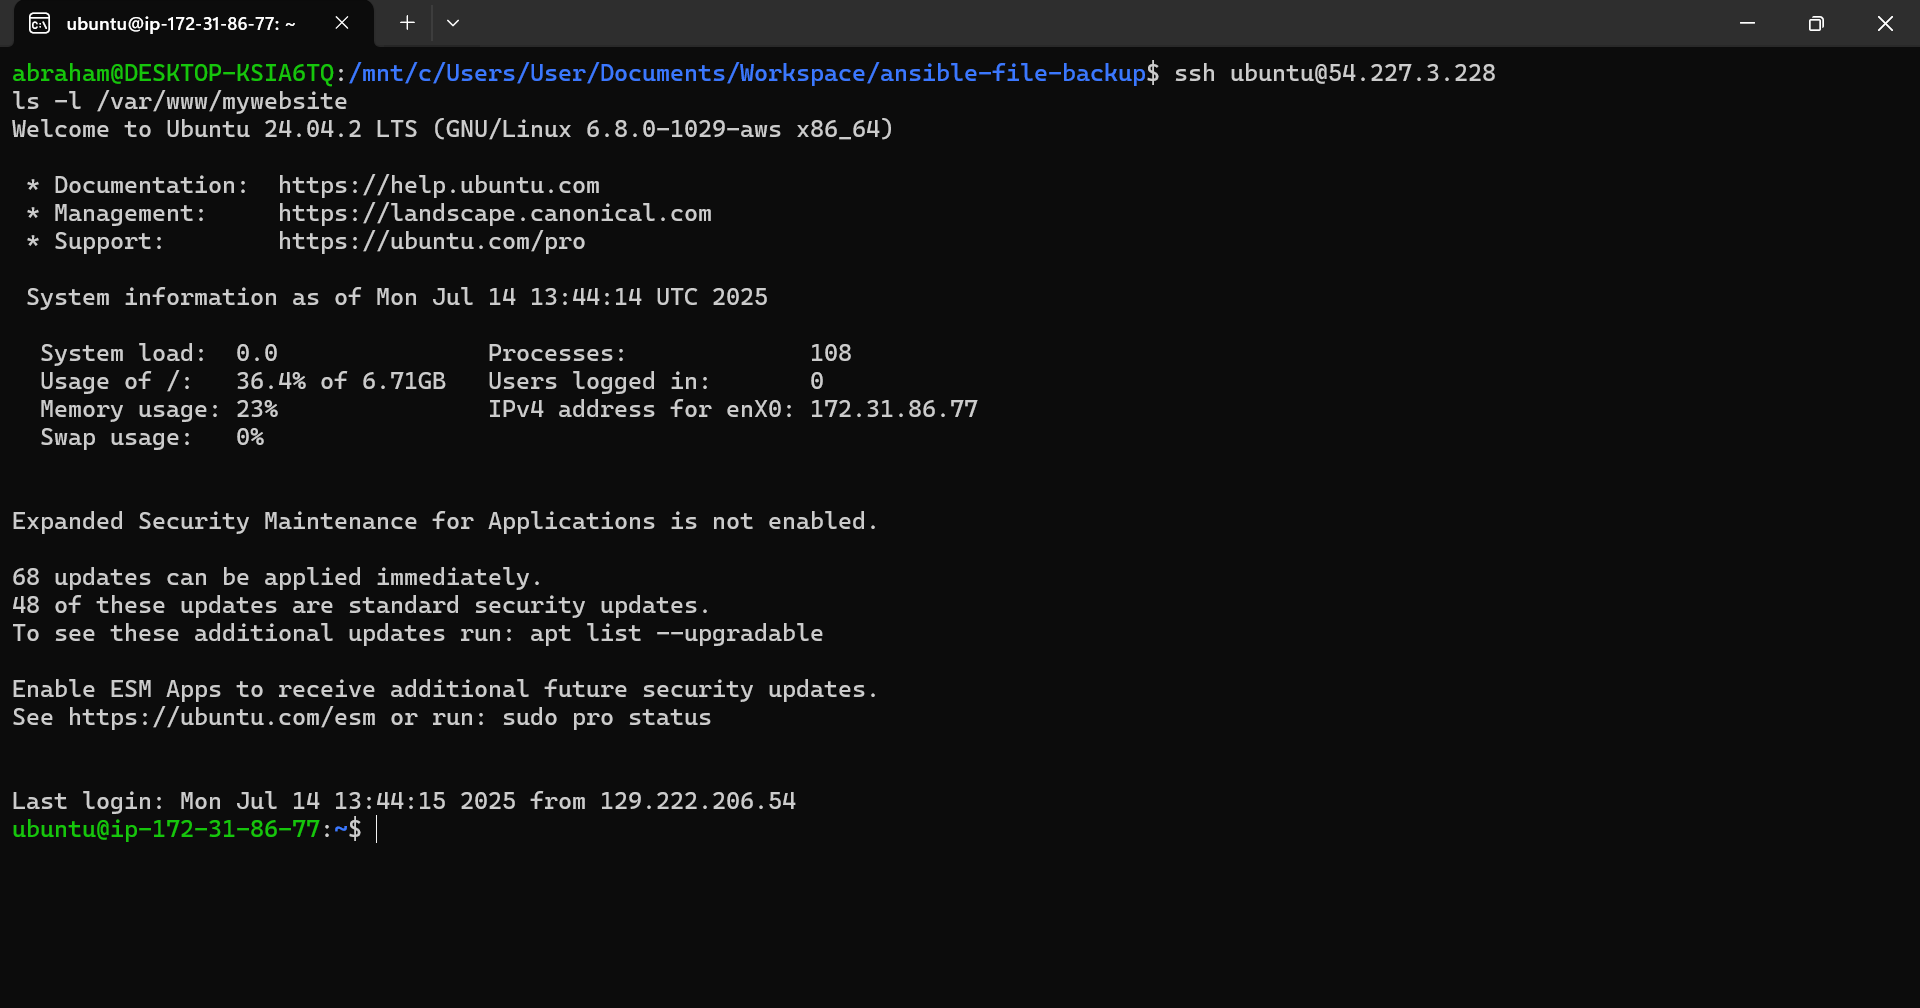 ubuntu@ip-172-31-86-77: ~
abraham@DESKTOP-KSIA6TQ:/mnt/c/Users/User/Documents/Workspace/ansible-file-backup$ ssh ubuntu@54.227.3.228
ls -l /var/www/mywebsite
Welcome to Ubuntu 24.04.2 LTS (GNU/Linux 6.8.0-1029-aws x86_64)
* Documentation:  https://help.ubuntu.com
* Management:     https://landscape.canonical.com
* Support:        https://ubuntu.com/pro
System information as of Mon Jul 14 13:44:14 UTC 2025
System load:  0.0               Processes:             108
Usage of /:   36.4% of 6.71GB   Users logged in:       0
Memory usage: 23%               IPv4 address for enX0: 172.31.86.77
Swap usage:   0%
Expanded Security Maintenance for Applications is not enabled.
68 updates can be applied immediately.
48 of these updates are standard security updates.
To see these additional updates run: apt list --upgradable
Enable ESM Apps to receive additional future security updates.
See https://ubuntu.com/esm or run: sudo pro status
Last login: Mon Jul 14 13:44:15 2025 from 129.222.206.54
ubuntu@ip-172-31-86-77:~$